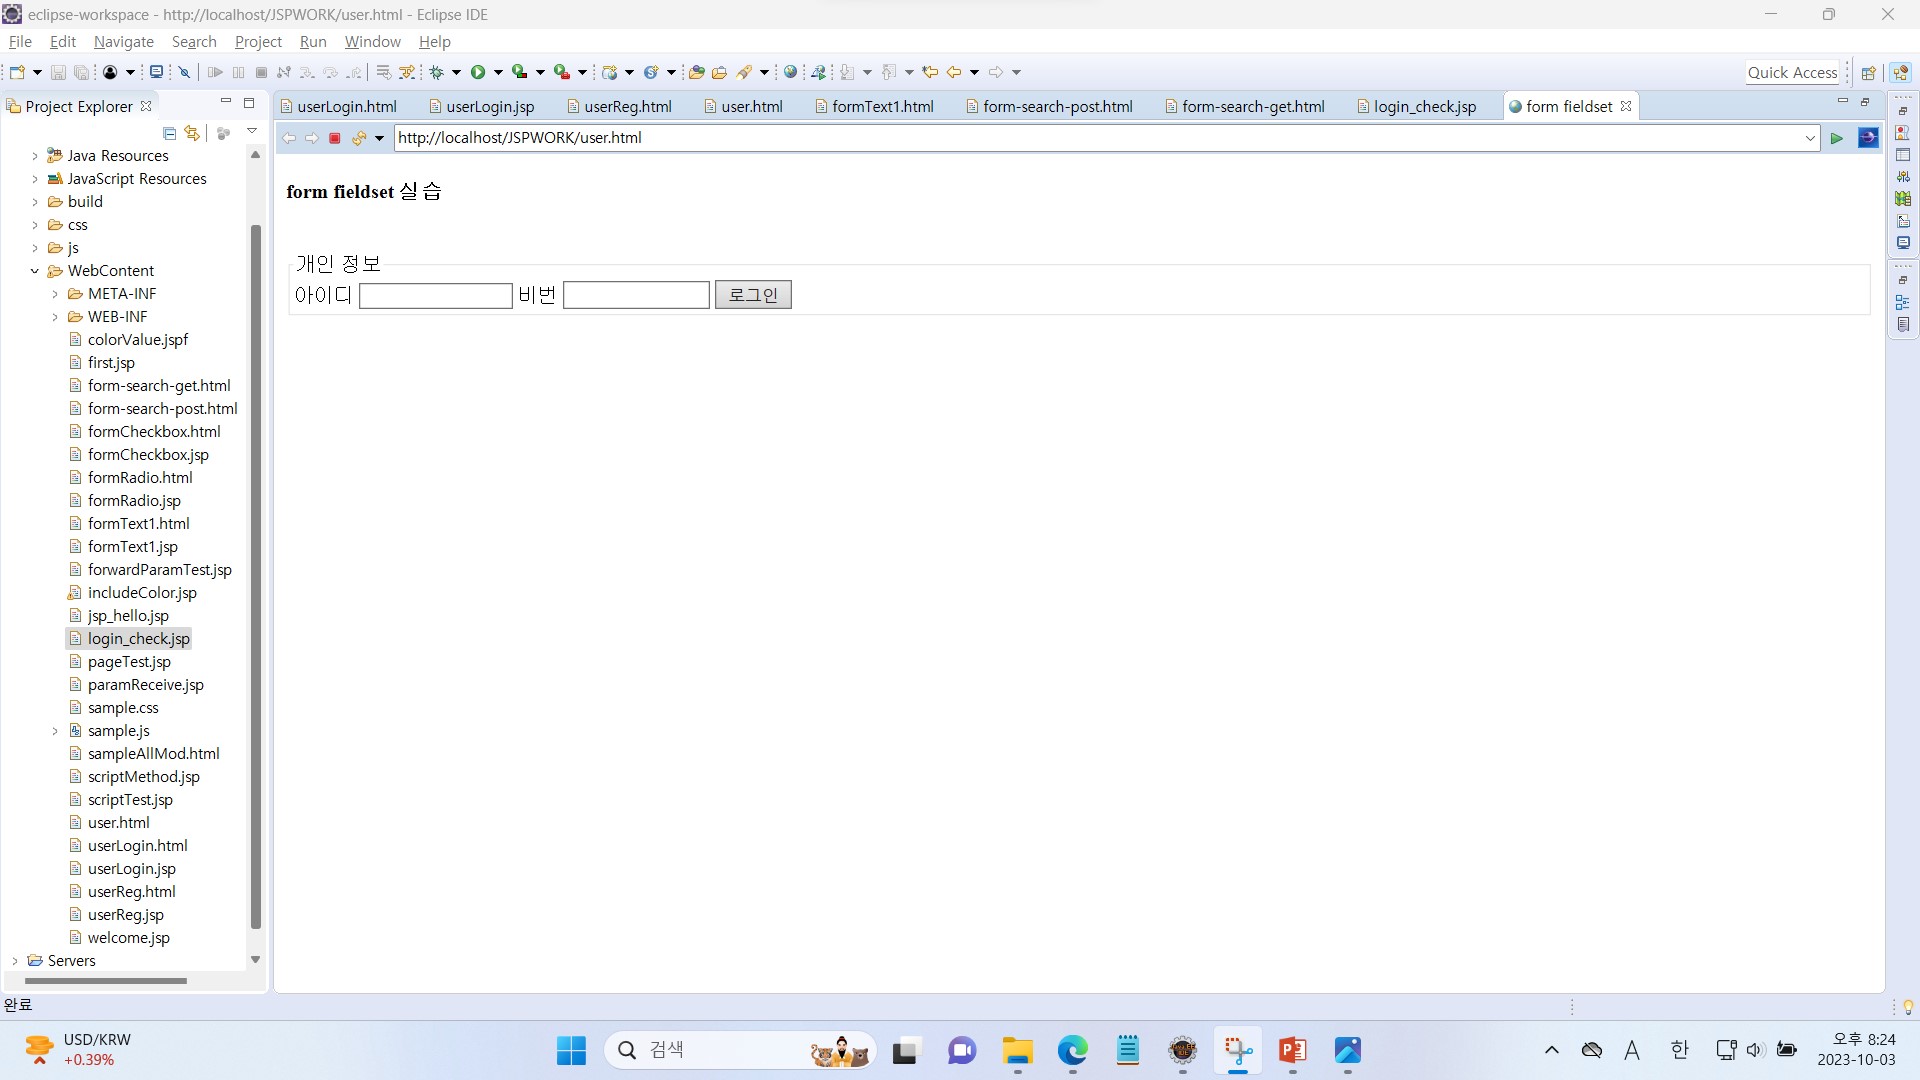 eclipse-workspace - http://localhost/JSPWORK/user.html - Eclipse IDE
File Edit Navigate Search Project Run Window Help
Quick Access
Project Explorer
userLogin.html userLogin.jsp userReg.html user.html formText1.html form-search-post.html form-search-get.html login_check.jsp form fieldset
http://localhost/JSPWORK/user.html
Java Resources
JavaScript Resources
build
css
js
WebContent
META-INF
WEB-INF
colorValue.jspf
first.jsp
form-search-get.html
form-search-post.html
formCheckbox.html
formCheckbox.jsp
formRadio.html
formRadio.jsp
formText1.html
formText1.jsp
forwardParamTest.jsp
includeColor.jsp
jsp_hello.jsp
login_check.jsp
pageTest.jsp
paramReceive.jsp
sample.css
sample.js
sampleAllMod.html
scriptMethod.jsp
scriptTest.jsp
user.html
userLogin.html
userLogin.jsp
userReg.html
userReg.jsp
welcome.jsp
Servers
form fieldset 실습
개인 정보
아이디 비번 로그인
완료
USD/KRW
+0.39%
검색
A 한
오후 8:24
2023-10-03